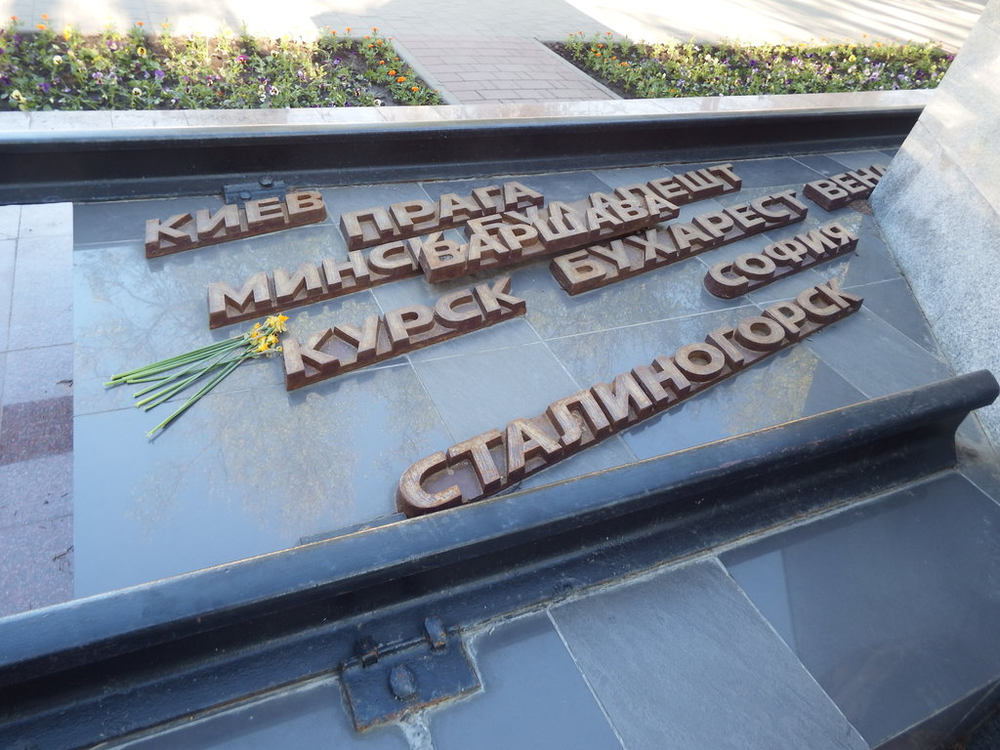 КИЕВ
ПРАГА
БУДАПЕШТ
ВЕНА
МИНСК
ВАРШАВА
БУХАРЕСТ
СОФИЯ
КУРСК
СТАЛИНОГОРСК